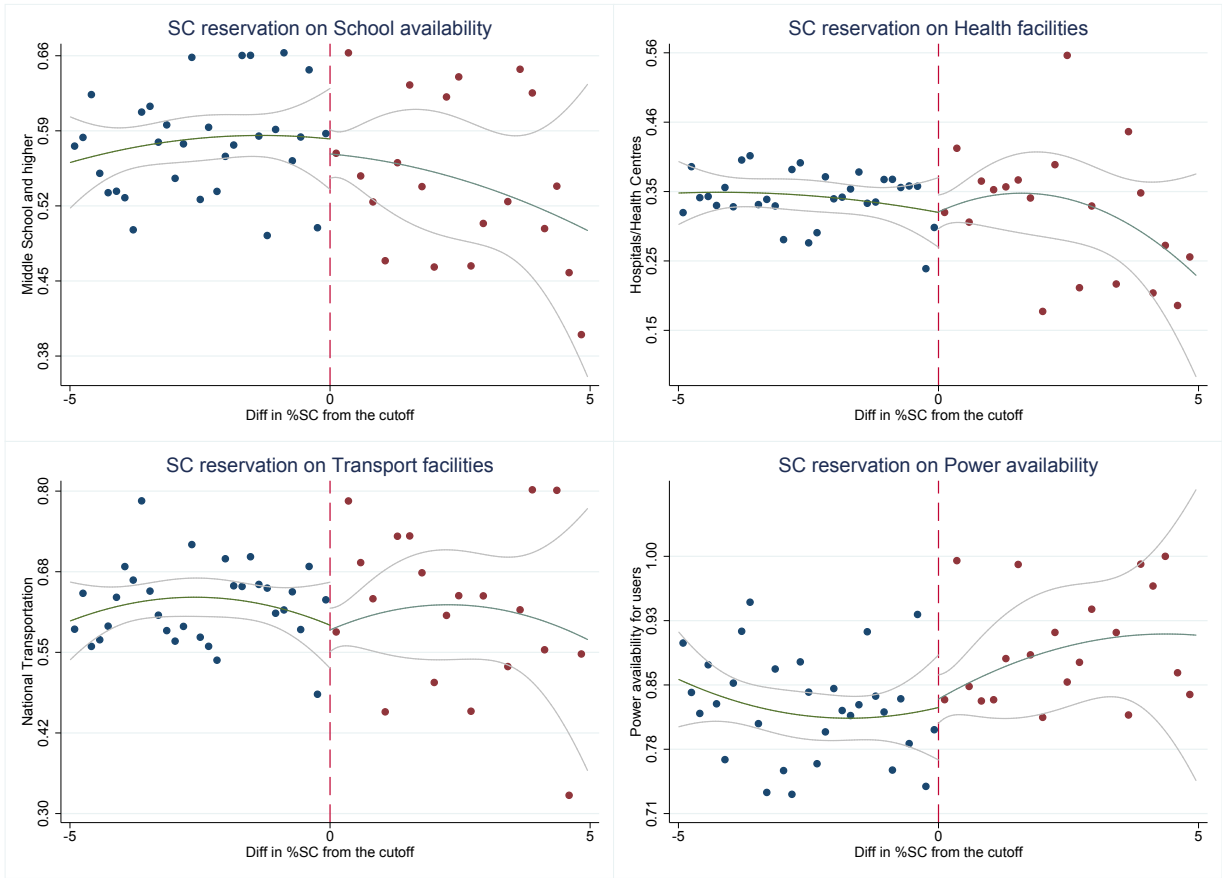 SC reservation on School availability
Middle School and higher
0.66
0.59
0.52
0.45
0.38
-5
0
5
Diff in %SC from the cutoff
SC reservation on Health facilities
Hospitals/Health Centres
0.56
0.46
0.35
0.25
0.15
-5
0
5
Diff in %SC from the cutoff
SC reservation on Transport facilities
National Transportation
0.80
0.68
0.55
0.42
0.30
-5
0
5
Diff in %SC from the cutoff
SC reservation on Power availability
Power availability for users
1.00
0.93
0.85
0.78
0.71
-5
0
5
Diff in %SC from the cutoff